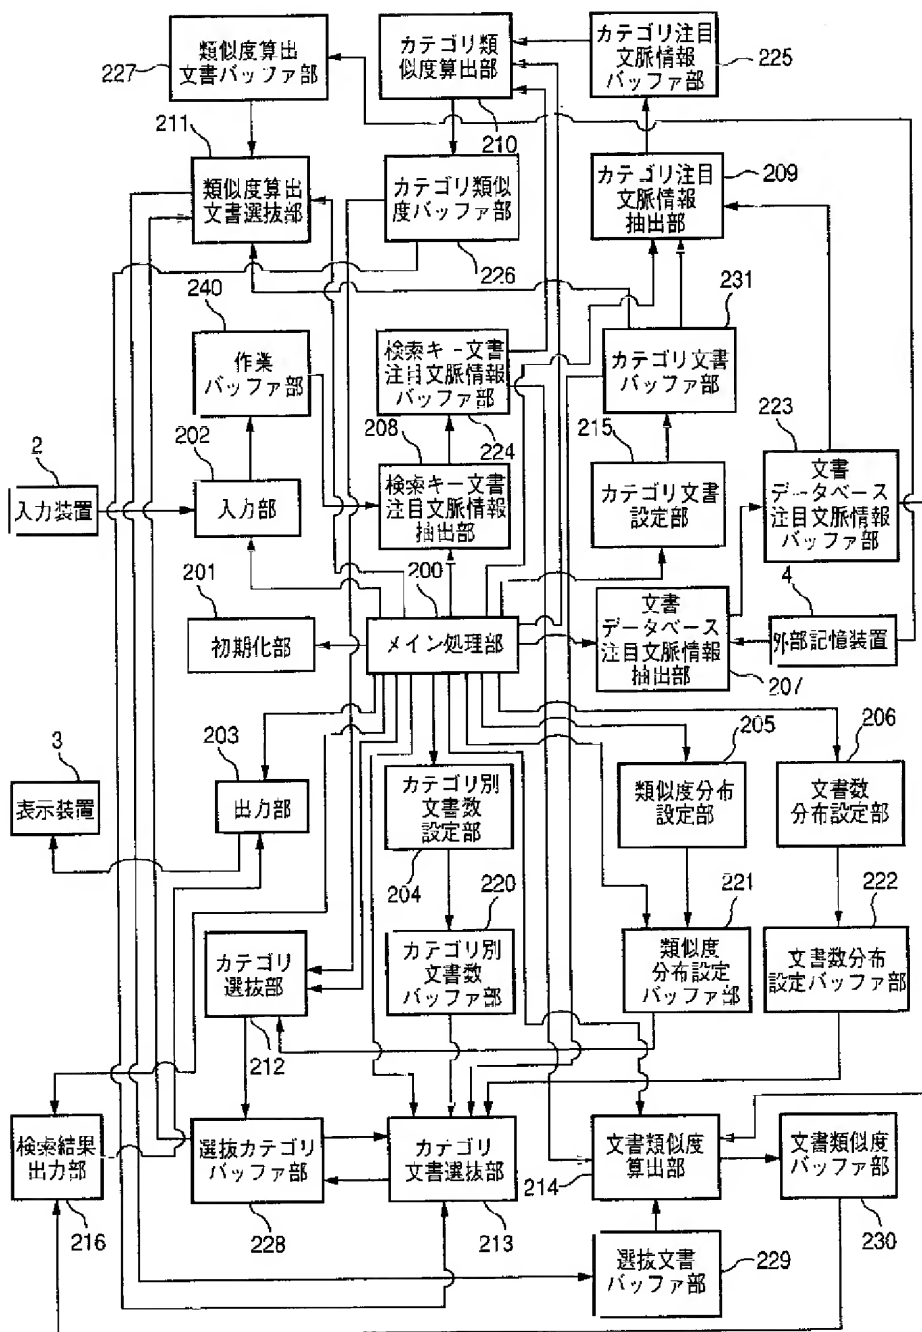 類似度算出
文書バッファ部
227
カテゴリ類
似度算出部
210
カテゴリ注目
文脈情報
バッファ部
225
211
類似度算出
文書選抜部
カテゴリ類似
度バッファ部
226
カテゴリ注目
文脈情報
抽出部
209
240
作業
バッファ部
検索キー文書
注目文脈情報
バッファ部
224
231
カテゴリ文書
バッファ部
2
入力装置
202
入力部
208
検索キー文書
注目文脈情報
抽出部
215
カテゴリ文書
設定部
223
文書
データベース
注目文脈情報
バッファ部
201
初期化部
200
メイン処理部
文書
データベース
注目文脈情報
抽出部
207
4
外部記憶装置
3
表示装置
203
出力部
カテゴリ別
文書数
設定部
204
205
類似度分布
設定部
206
文書数
分布設定部
カテゴリ
選抜部
212
220
カテゴリ別
文書数
バッファ部
221
類似度
分布設定
バッファ部
222
文書数分布
設定バッファ部
検索結果
出力部
216
選抜カテゴリ
バッファ部
228
カテゴリ
文書選抜部
213
文書類似度
算出部
214
文書類似度
バッファ部
230
選抜文書
バッファ部
229